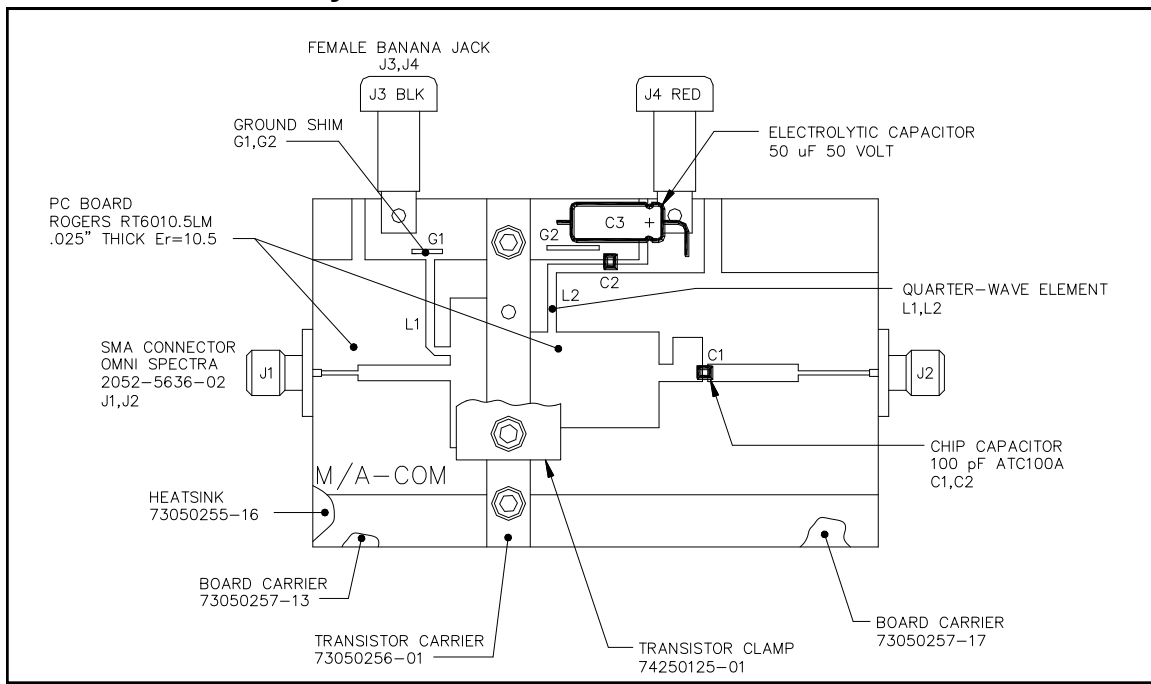 FEMALE BANANA JACK
J3,J4
J3 BLK
J4 RED
GROUND SHIM
G1,G2
ELECTROLYTIC CAPACITOR
50 uF 50 VOLT
PC BOARD
ROGERS RT6010.5LM
.025" THICK Er=10.5
C3 +
G1
G2
C2
L2
QUARTER-WAVE ELEMENT
L1,L2
L1
SMA CONNECTOR
OMNI SPECTRA
2052-5636-02
J1,J2
J1
C1
J2
CHIP CAPACITOR
100 pF ATC100A
C1,C2
M/A-COM
HEATSINK
73050255-16
BOARD CARRIER
73050257-13
TRANSISTOR CARRIER
73050256-01
TRANSISTOR CLAMP
74250125-01
BOARD CARRIER
73050257-17